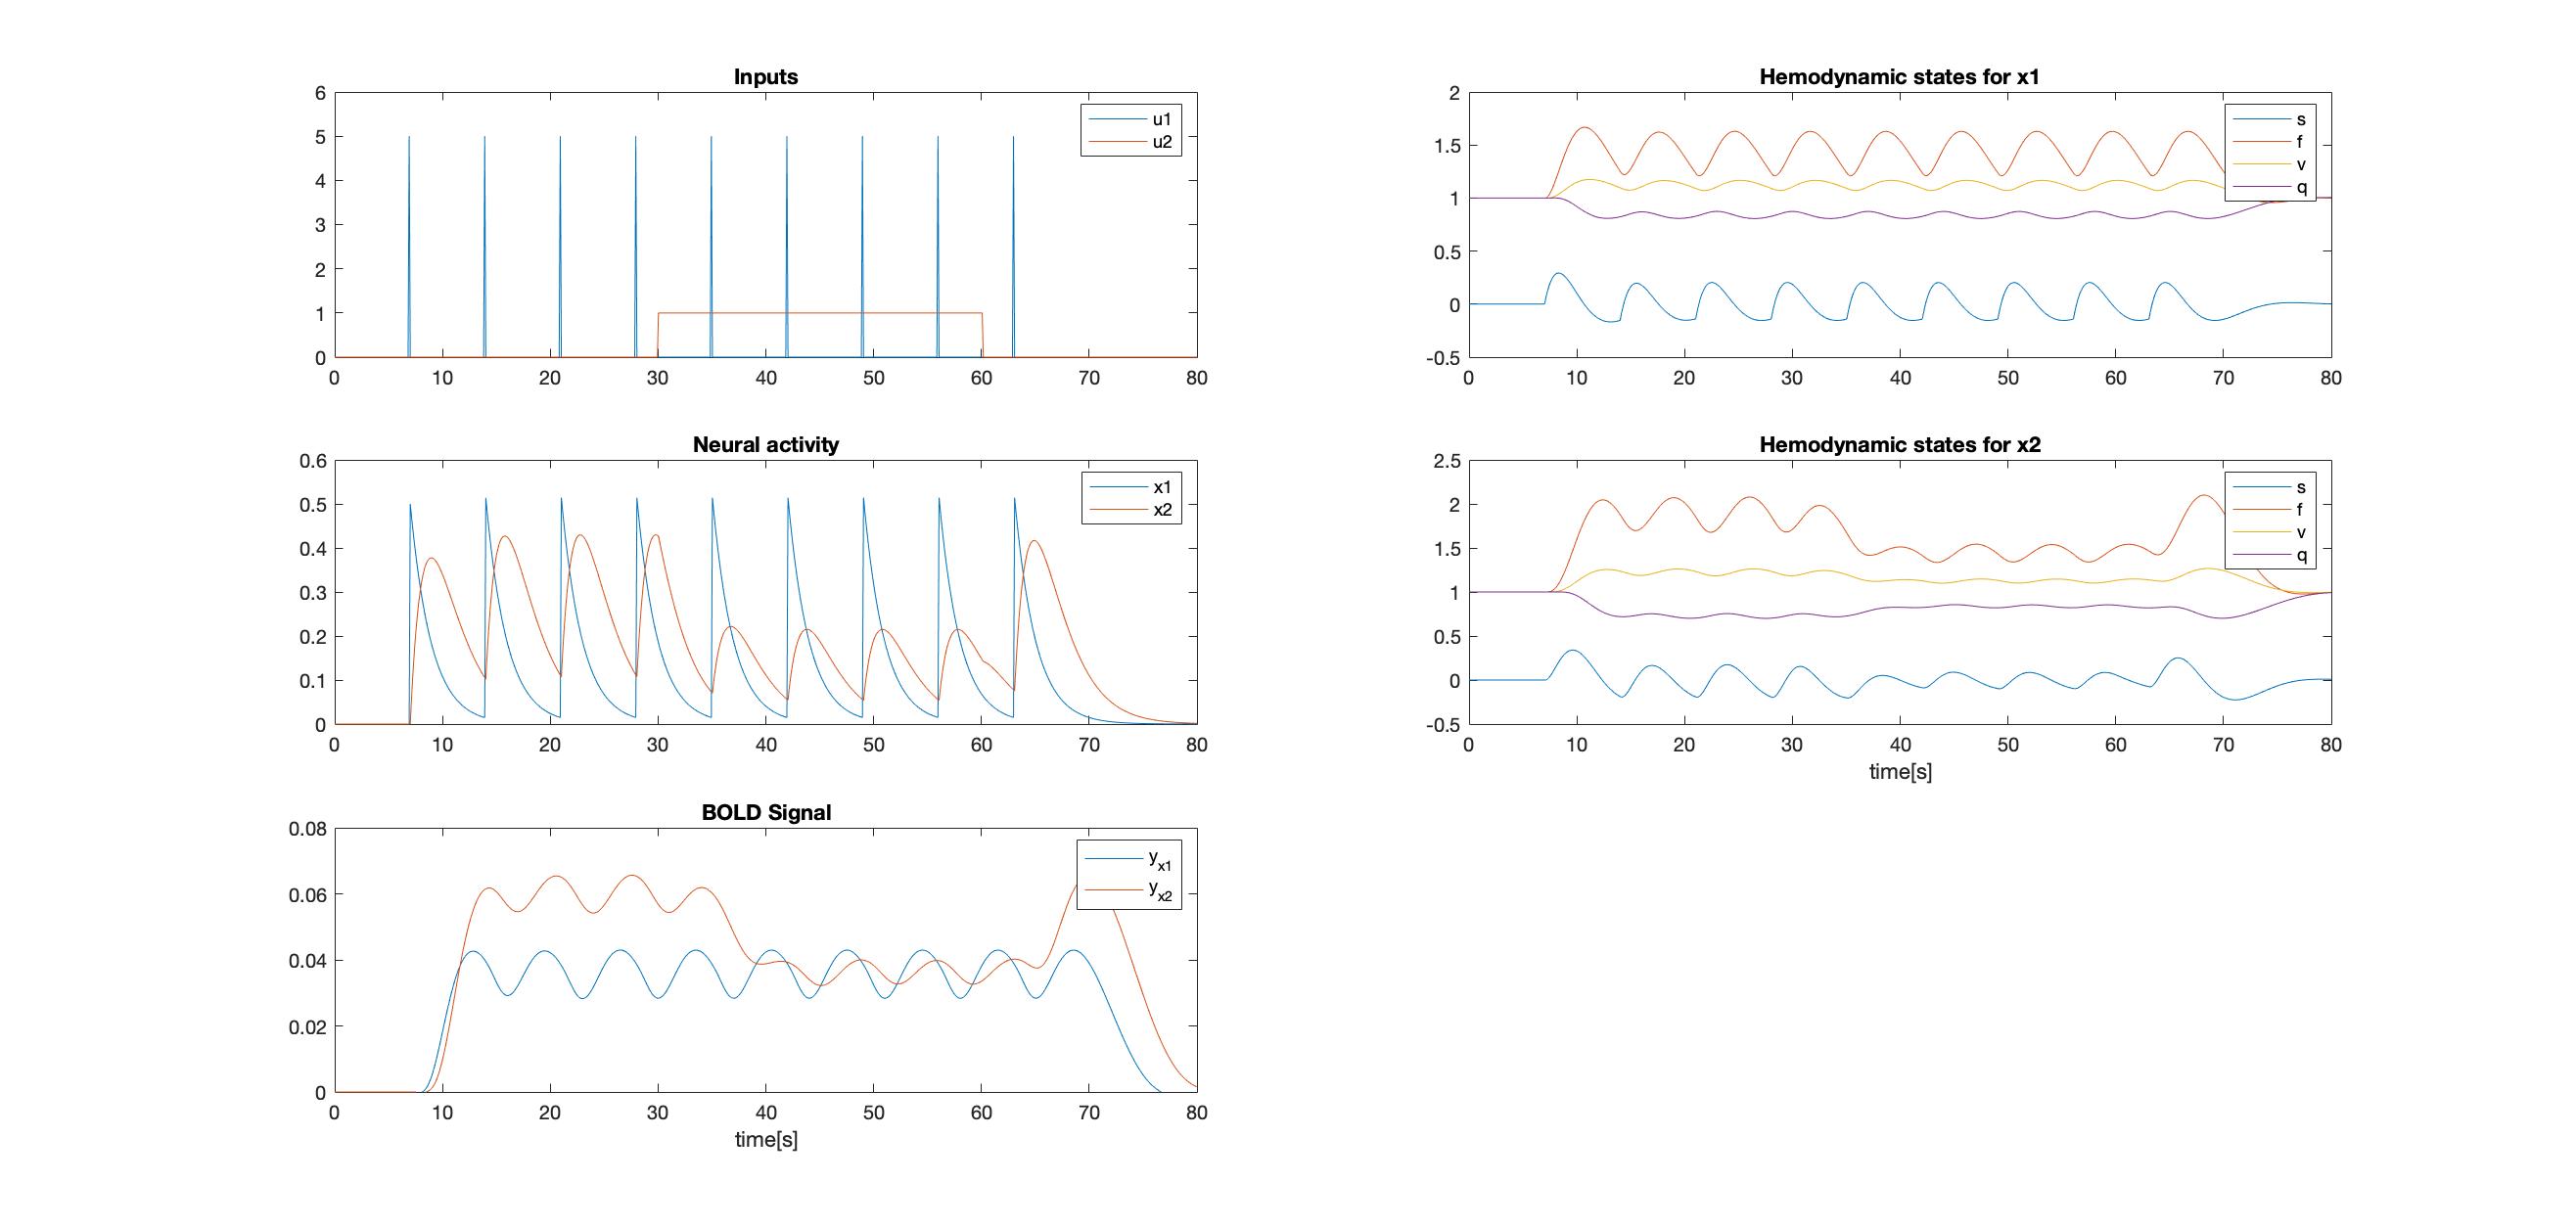 Inputs
6
5
4
3
2
1
0
0 10 20 30 40 50 60 70 80
u1
u2
Hemodynamic states for x1
2
1.5
1
0.5
0
-0.5
0 10 20 30 40 50 60 70 80
s
f
v
q
Neural activity
0.6
0.5
0.4
0.3
0.2
0.1
0
0 10 20 30 40 50 60 70 80
x1
x2
Hemodynamic states for x2
2.5
2
1.5
1
0.5
0
-0.5
0 10 20 30 40 50 60 70 80
time[s]
s
f
v
q
BOLD Signal
0.08
0.06
0.04
0.02
0
0 10 20 30 40 50 60 70 80
time[s]
y_x1
y_x2